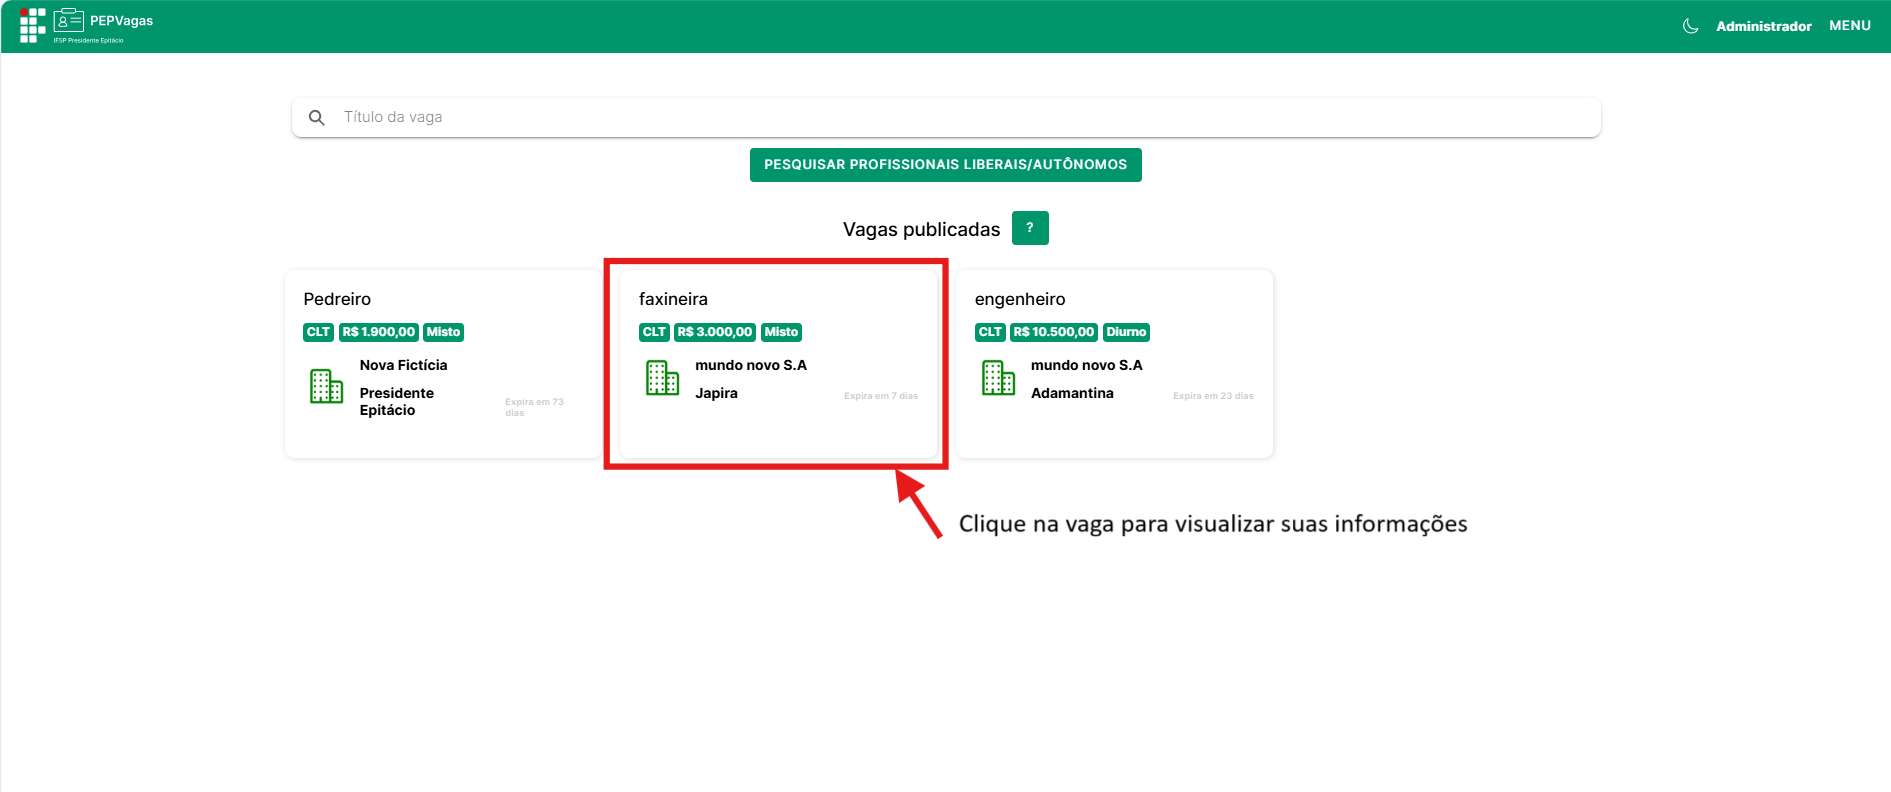 PEPVagas
IFSP Presidente Epitácio
Administrador
MENU
Título da vaga
PESQUISAR PROFISSIONAIS LIBERAIS/AUTÔNOMOS
Vagas publicadas
?
Pedreiro
CLT R$ 1.900,00 Misto
Nova Fictícia
Presidente
Epitácio
Expira em 73
dias
faxineira
CLT R$ 3.000,00 Misto
mundo novo S.A
Japira
Expira em 7 dias
engenheiro
CLT R$ 10.500,00 Diurno
mundo novo S.A
Adamantina
Expira em 23 dias
Clique na vaga para visualizar suas informações